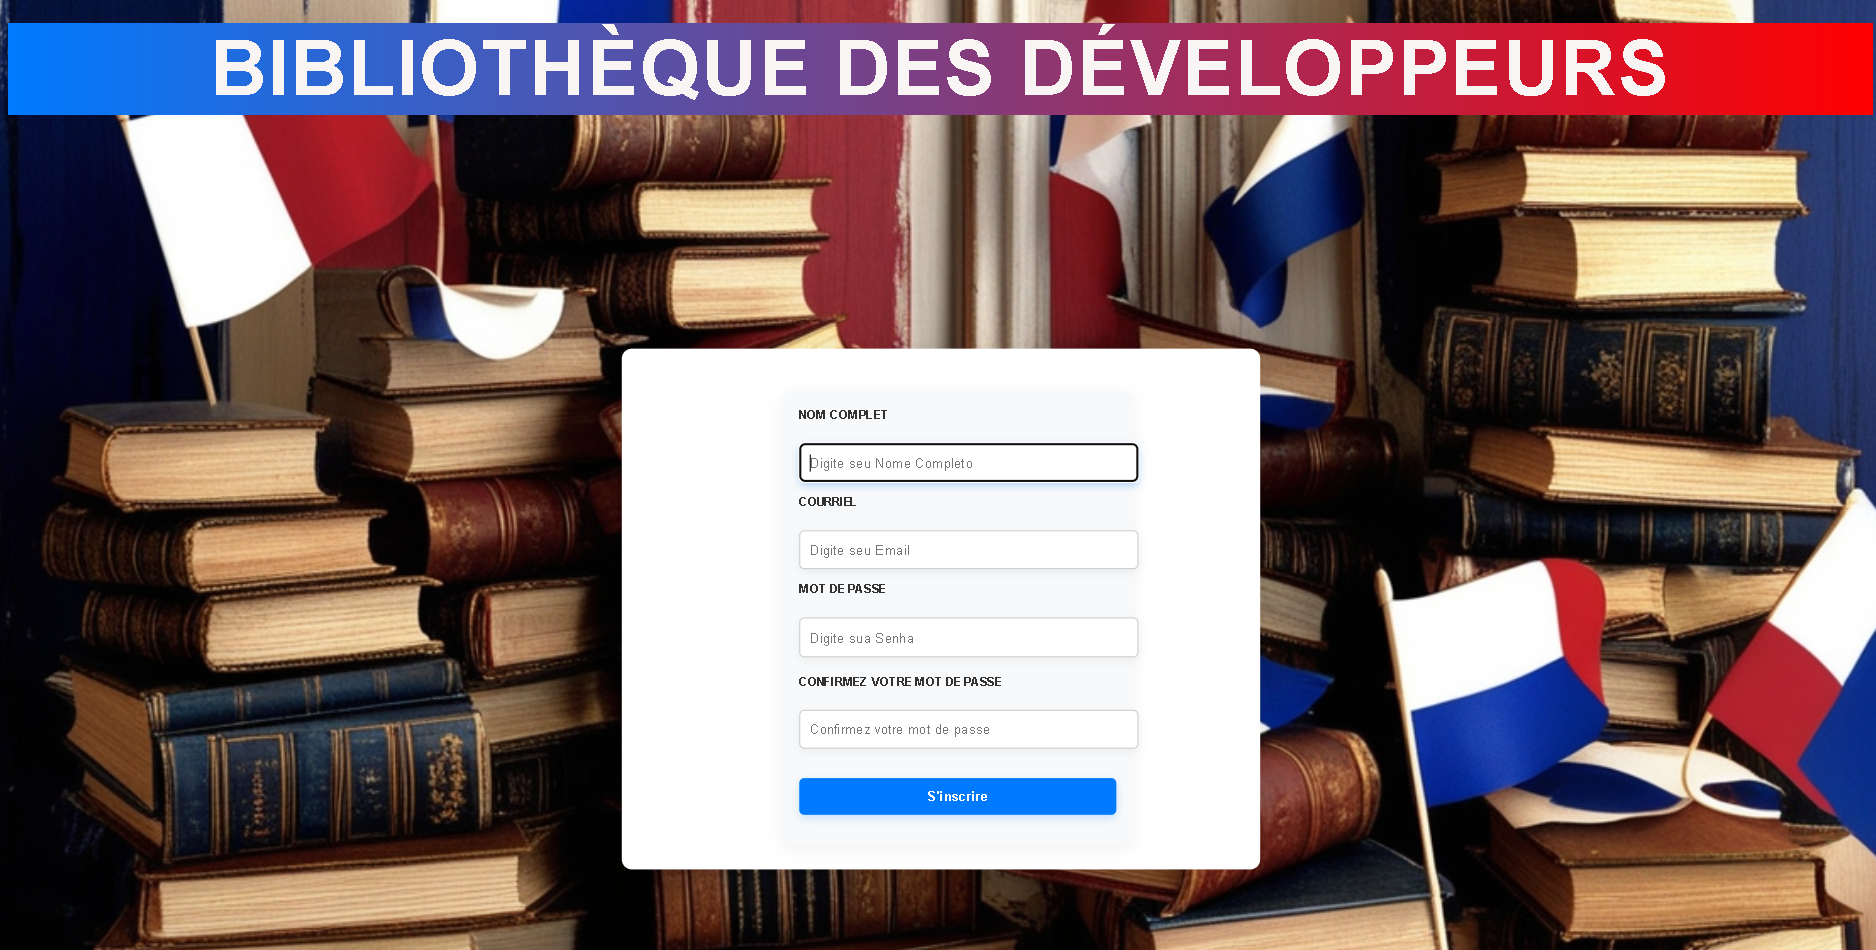 BIBLIOTHÈQUE DES DÉVELOPPEURS
NOM COMPLET
Digite seu Nome Completo
COURRIEL
Digite seu Email
MOT DE PASSE
Digite sua Senha
CONFIRMEZ VOTRE MOT DE PASSE
Confirmez votre mot de passe
S'inscrire